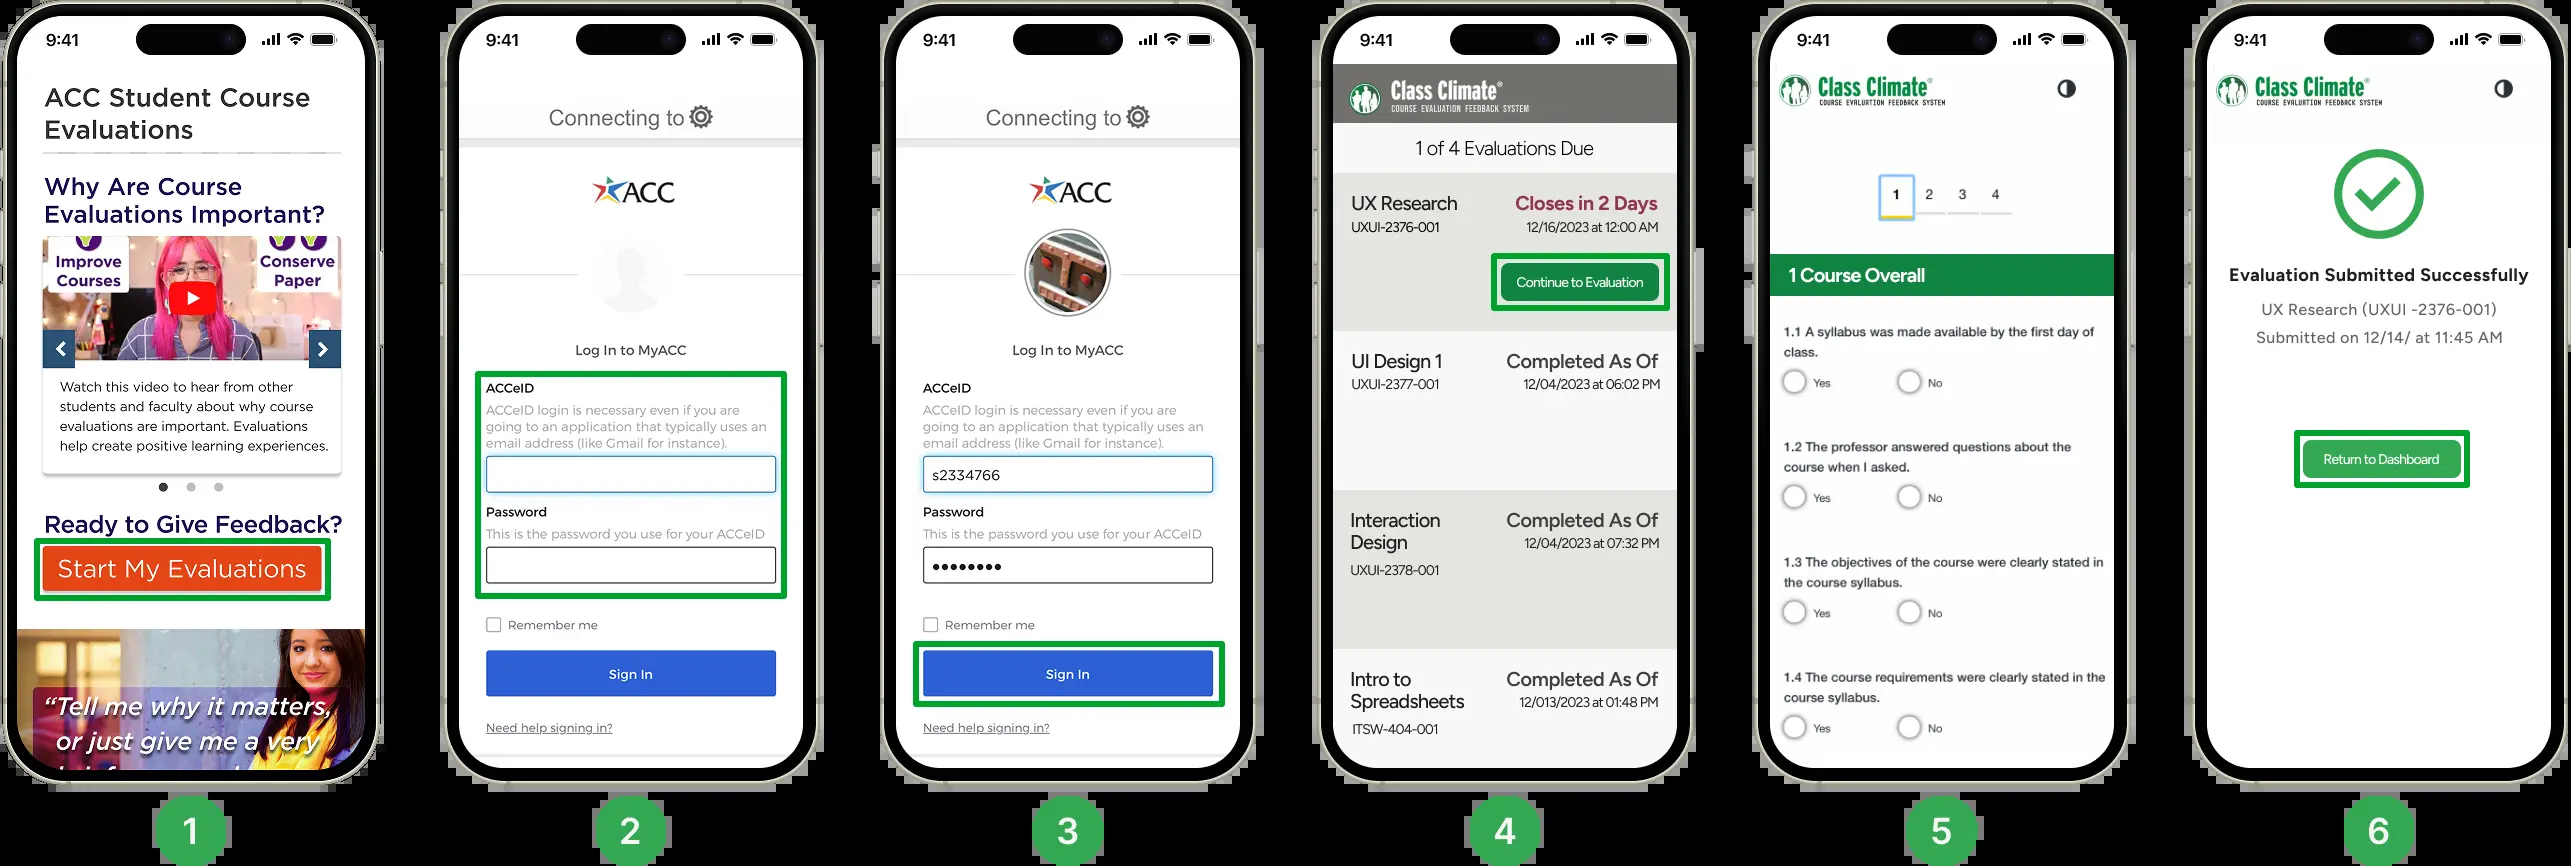 9:41
ACC Student Course
Evaluations
Why Are Course
Evaluations Important?
Improve
Courses
Conserve
Paper
Watch this video to hear from other
students and faculty about why course
evaluations are important. Evaluations
help create positive learning experiences.
Ready to Give Feedback?
Start My Evaluations
“Tell me why it matters,
or just give me a very
1
9:41
Connecting to
ACC
Log In to MyACC
ACCeID
ACCeID login is necessary even if you are
going to an application that typically uses an
email address (like Gmail for instance).
Password
This is the password you use for your ACCeID
Remember me
Sign In
Need help signing in?
2
9:41
Connecting to
ACC
Log In to MyACC
ACCeID
ACCeID login is necessary even if you are
going to an application that typically uses an
email address (like Gmail for instance).
s2334766
Password
This is the password you use for your ACCeID
••••••••
Remember me
Sign In
Need help signing in?
3
9:41
Class Climate®
COURSE EVALUATION FEEDBACK SYSTEM
1 of 4 Evaluations Due
UX Research
UXUI-2376-001
Closes in 2 Days
12/16/2023 at 12:00 AM
Continue to Evaluation
UI Design 1
UXUI-2377-001
Completed As Of
12/04/2023 at 06:02 PM
Interaction
Design
UXUI-2378-001
Completed As Of
12/04/2023 at 07:32 PM
Intro to
Spreadsheets
ITSW-404-001
Completed As Of
12/013/2023 at 01:48 PM
4
9:41
Class Climate®
COURSE EVALUATION FEEDBACK SYSTEM
1 2 3 4
1 Course Overall
1.1 A syllabus was made available by the first day of
class.
Yes No
1.2 The professor answered questions about the
course when I asked.
Yes No
1.3 The objectives of the course were clearly stated in
the course syllabus.
Yes No
1.4 The course requirements were clearly stated in the
course syllabus.
Yes No
5
9:41
Class Climate®
COURSE EVALUATION FEEDBACK SYSTEM
Evaluation Submitted Successfully
UX Research (UXUI -2376-001)
Submitted on 12/14/ at 11:45 AM
Return to Dashboard
6